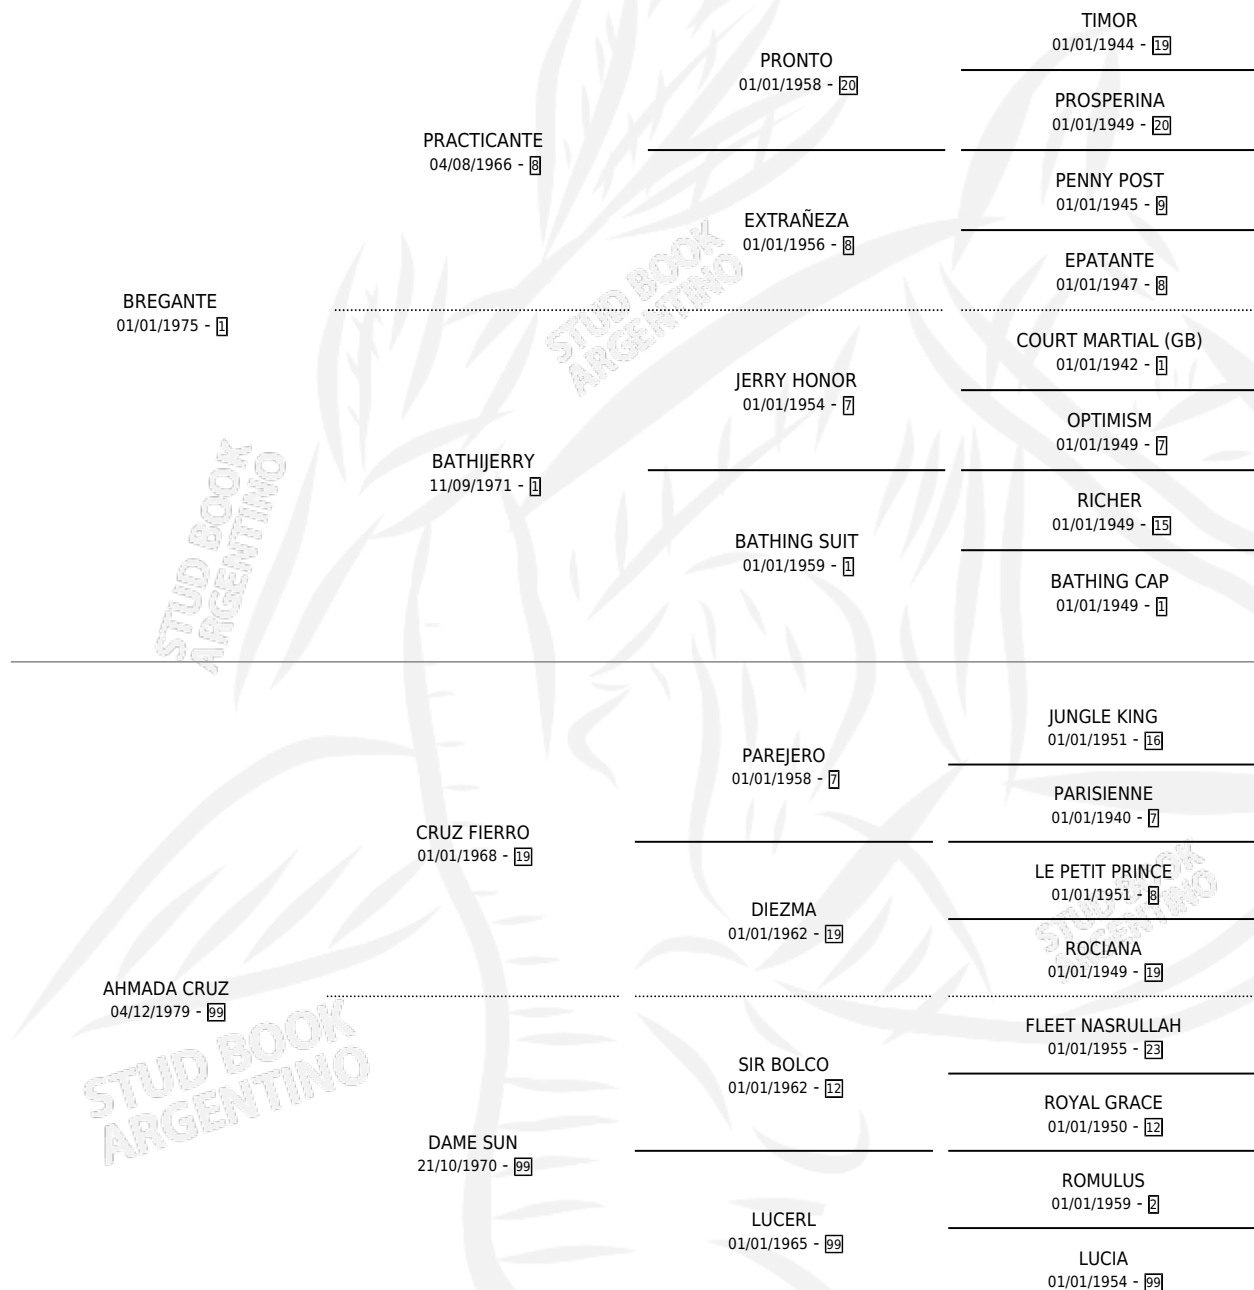 TIMOR
01/01/1944 - 19
PRONTO
01/01/1958 - 20
PROSPERINA
01/01/1949 - 20
PRACTICANTE
04/08/1966 - 8
PENNY POST
01/01/1945 - 9
EXTRAÑEZA
01/01/1956 - 8
EPATANTE
01/01/1947 - 8
BREGANTE
01/01/1975 - 1
STUD BOOK
ARGENTINO
COURT MARTIAL (GB)
01/01/1942 - 1
JERRY HONOR
01/01/1954 - 7
OPTIMISM
01/01/1949 - 7
BATHIJERRY
11/09/1971 - 1
RICHER
01/01/1949 - 15
BATHING SUIT
01/01/1959 - 1
BATHING CAP
01/01/1949 - 1
STUD BOOK
ARGENTINO
JUNGLE KING
01/01/1951 - 16
PAREJERO
01/01/1958 - 7
PARISIENNE
01/01/1940 - 7
CRUZ FIERRO
01/01/1968 - 19
LE PETIT PRINCE
01/01/1951 - 8
DIEZMA
01/01/1962 - 19
ROCIANA
01/01/1949 - 19
STUD BOOK
ARGENTINO
AHMADA CRUZ
04/12/1979 - 99
FLEET NASRULLAH
01/01/1955 - 23
SIR BOLCO
01/01/1962 - 12
ROYAL GRACE
01/01/1950 - 12
STUD BOOK
ARGENTINO
DAME SUN
21/10/1970 - 99
ROMULUS
01/01/1959 - 2
LUCERL
01/01/1965 - 99
LUCIA
01/01/1954 - 99